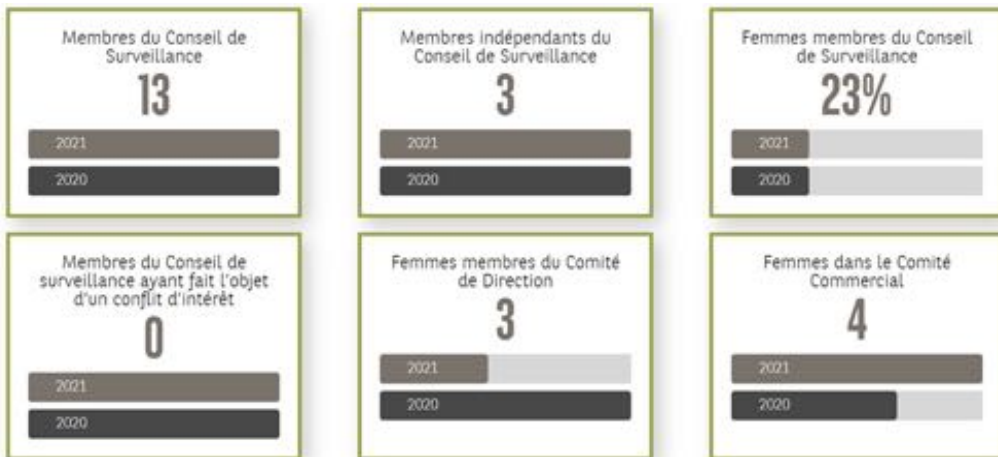 Membres du Conseil de
Surveillance
13
2021
2020
Membres indépendants du
Conseil de Surveillance
3
2021
2020
Femmes membres du Conseil
de Surveillance
23%
2021
2020
Membres du Conseil de
surveillance ayant fait l'objet
d'un conflit d'intérêt
0
2021
2020
Femmes membres du Comité
de Direction
3
2021
2020
Femmes dans le Comité
Commercial
4
2021
2020